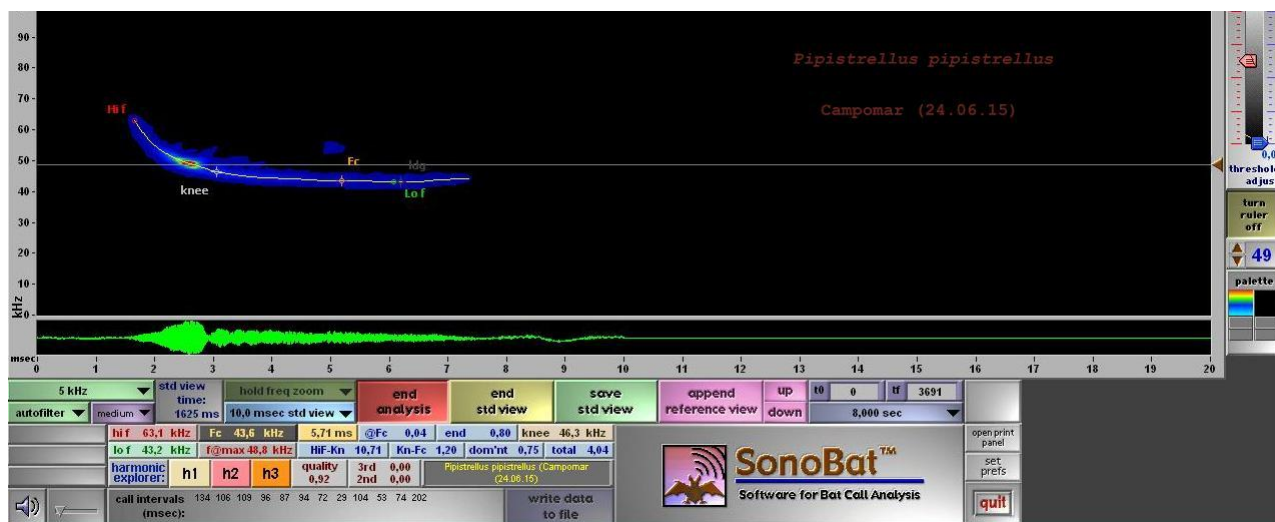 90 -
80 -
70 -
60 -
50 -
40 -
30 -
20 -
10 -
kHz 0-
Pipistrellus pipistrellus
Campomar (24.06.15)
Hi f
Fc
ldg
knee
Lo f
msec
0 1 2 3 4 5 6 7 8 9 10 11 12 13 14 15 16 17 18 19 20
0,0
threshold
adjus
turn
ruler
off
49
palette
5 kHz
std view
time:
1625 ms
hold freq zoom
end
analysis
end
std view
save
std view
append
reference view
up
down
t0 0 tf 3691
autofilter medium
10,0 msec std view
8,000 sec
hi f 63,1 kHz Fc 43,6 kHz 5,71 ms @Fc 0,04 end 0,80 knee 46,3 kHz
lo f 43,2 kHz f@max 48,8 kHz HiF-Kn 10,71 Kn-Fc 1,20 dom'nt 0,75 total 4,04
harmonic
explorer:
h1 h2 h3
quality
0,92
3rd 0,00
2nd 0,00
Pipistrellus pipistrellus (Campomar
(24.06.15)
call intervals
(msec):
134 106 109 96 87 94 72 29 104 53 74 202
write data
to file
SonoBat™
Software for Bat Call Analysis
open print
panel
set
prefs
quit